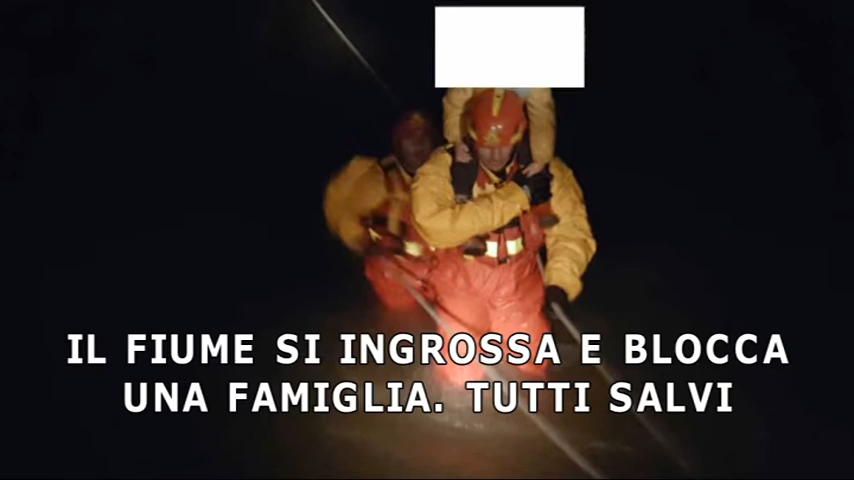 IL FIUME SI INGROSSA E BLOCCA
UNA FAMIGLIA. TUTTI SALVI